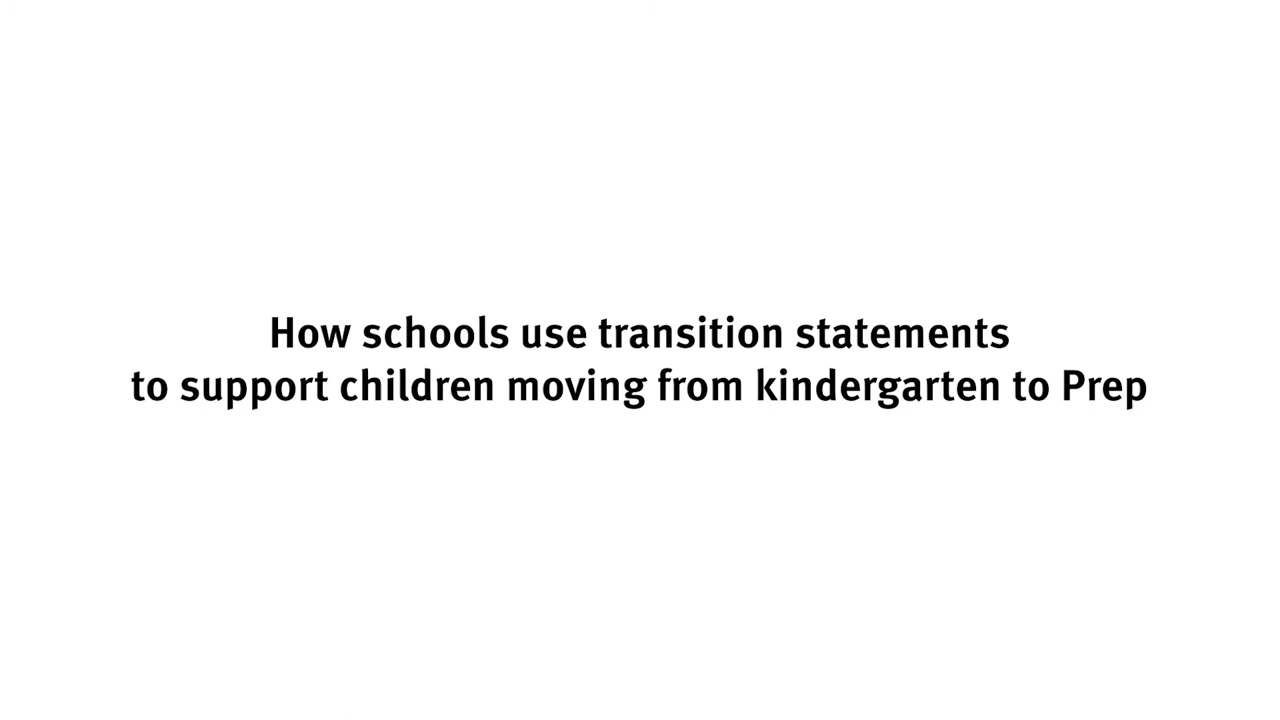 How schools use transition statements
to support children moving from kindergarten to Prep